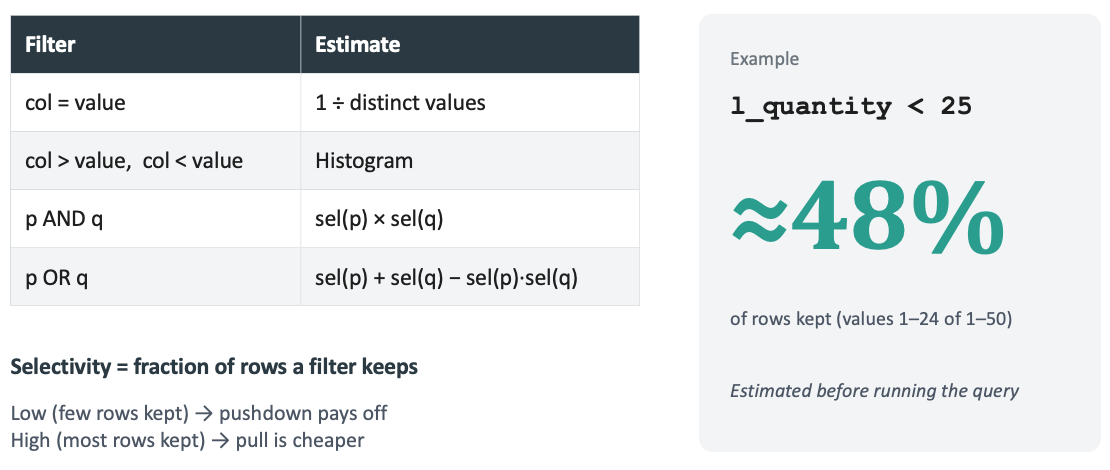 Filter Estimate
col = value 1 ÷ distinct values
col > value, col < value Histogram
p AND q sel(p) × sel(q)
p OR q sel(p) + sel(q) − sel(p)·sel(q)
Selectivity = fraction of rows a filter keeps
Low (few rows kept) → pushdown pays off
High (most rows kept) → pull is cheaper
Example
l_quantity < 25
≈48%
of rows kept (values 1–24 of 1–50)
Estimated before running the query